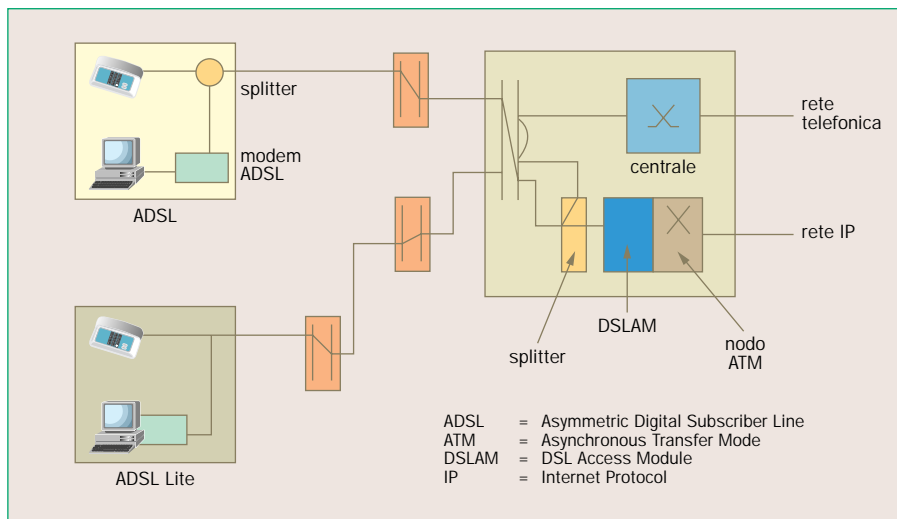 splitter
modem
ADSL
ADSL
rete
telefonica
centrale
rete IP
DSLAM
splitter
nodo
ATM
ADSL Lite
ADSL = Asymmetric Digital Subscriber Line
ATM = Asynchronous Transfer Mode
DSLAM = DSL Access Module
IP = Internet Protocol